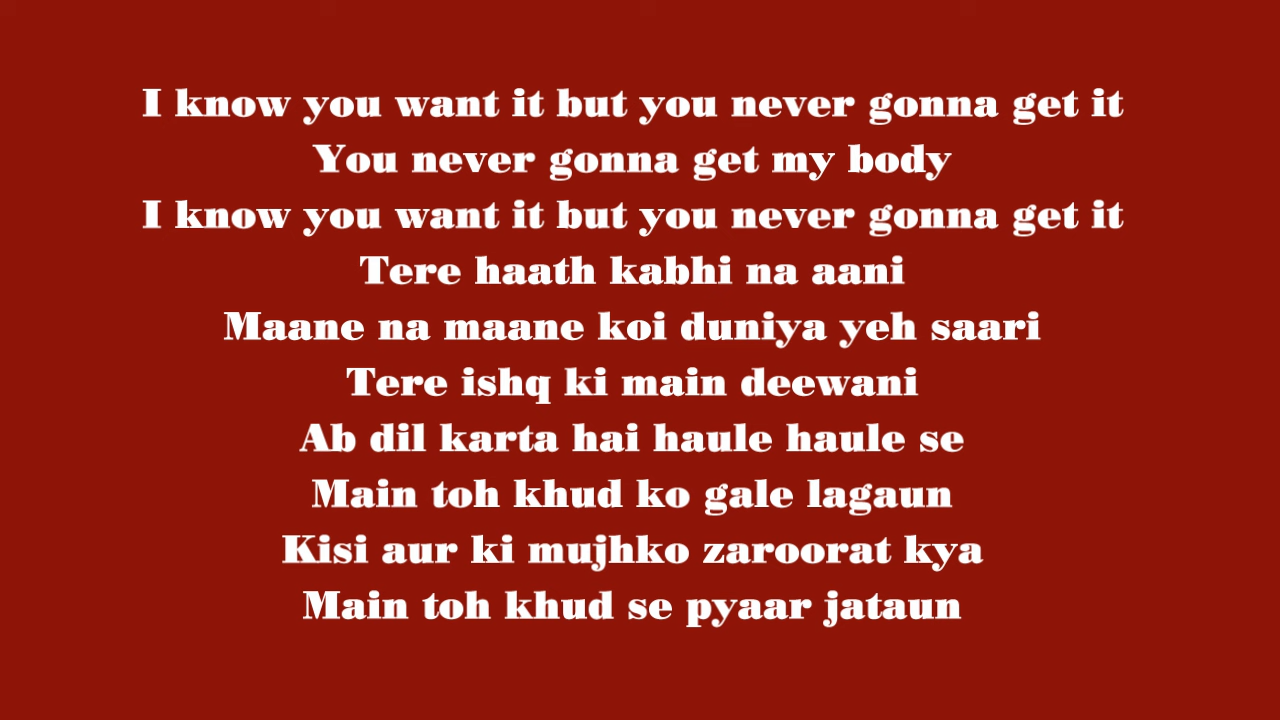 I know you want it but you never gonna get it
You never gonna get my body
I know you want it but you never gonna get it
Tere haath kabhi na aani
Maane na maane koi duniya yeh saari
Tere ishq ki main deewani
Ab dil karta hai haule haule se
Main toh khud ko gale lagaun
Kisi aur ki mujhko zaroorat kya
Main toh khud se pyaar jataun